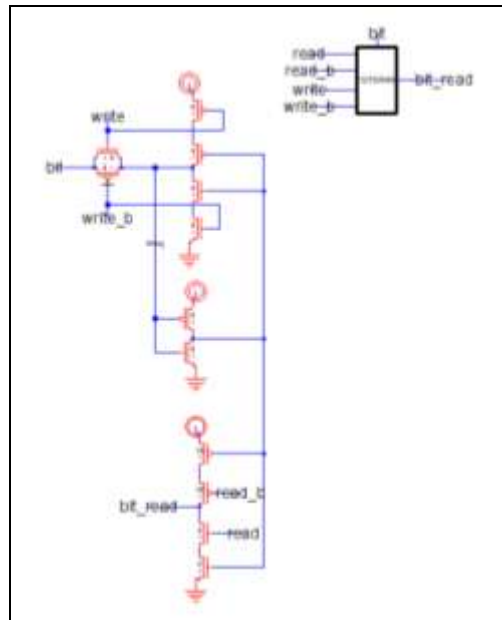 bit
read
read_b
write
write_b
bit_read
write
bit
write_b
read_b
bit_read
read